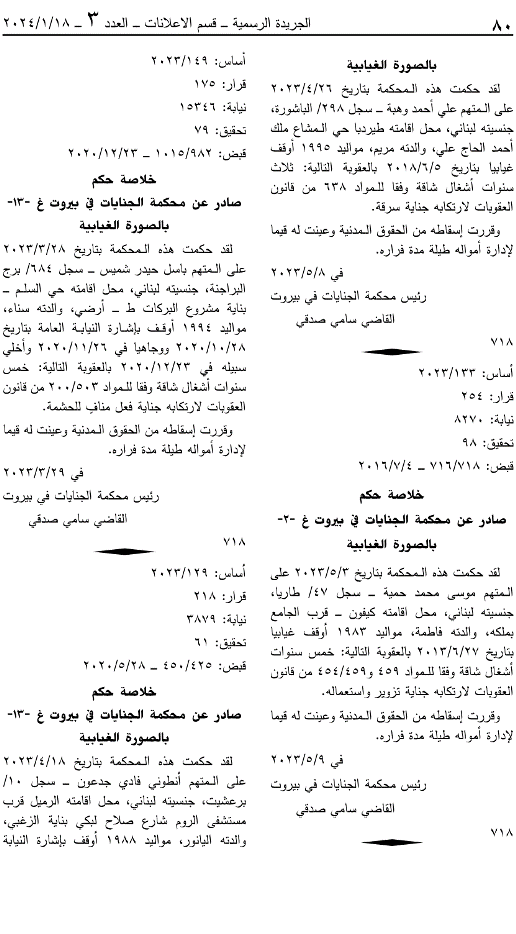 ٨٠
الجريدة الرسمية ــ قسم الاعلانات ــ العدد ٣ ــ ٢٠٢٤/١/١٨
بالصورة الغيابية
لقد حكمت هذه المحكمة بتاريخ ٢٠٢٣/٤/٢٦
على المتهم علي أحمد وهبة ــ سجل ٢٩٨/ الباشورة،
جنسيته لبناني، محل اقامته طيردبا حي المشاع ملك
أحمد الحاج علي، والدته مريم، مواليد ١٩٩٥ أوقف
غيابيا بتاريخ ٢٠١٨/٦/٥ بالعقوبة التالية: ثلاث
سنوات أشغال شاقة وفقا للمواد ٦٣٨ من قانون
العقوبات لارتكابه جناية سرقة.
وقررت إسقاطه من الحقوق المدنية وعينت له قيما
لإدارة أمواله طيلة مدة فراره.
في ٢٠٢٣/٥/٨
رئيس محكمة الجنايات في بيروت
القاضي سامي صدقي
٧١٨
أساس: ٢٠٢٣/١٣٣
قرار: ٢٥٤
نيابة: ٨٢٧٠
تحقيق: ٩٨
قبض: ٧١٦/٧١٨ ــ ٢٠١٦/٧/٤
خلاصة حكم
صادر عن محكمة الجنايات في بيروت غ -٢-
بالصورة الغيابية
لقد حكمت هذه المحكمة بتاريخ ٢٠٢٣/٥/٣ على
المتهم موسى محمد حمية ــ سجل ٤٧/ طاريا،
جنسيته لبناني، محل اقامته كيفون ــ قرب الجامع
بملكه، والدته فاطمة، مواليد ١٩٨٣ أوقف غيابيا
بتاريخ ٢٠١٣/٦/٢٧ بالعقوبة التالية: خمس سنوات
أشغال شاقة وفقا للمواد ٤٥٩ و٤٥٤/٤٥٩ من قانون
العقوبات لارتكابه جناية تزوير واستعماله.
وقررت إسقاطه من الحقوق المدنية وعينت له قيما
لإدارة أمواله طيلة مدة فراره.
في ٢٠٢٣/٥/٩
رئيس محكمة الجنايات في بيروت
القاضي سامي صدقي
٧١٨
أساس: ٢٠٢٣/١٤٩
قرار: ١٧٥
نيابة: ١٥٣٤٦
تحقيق: ٧٩
قبض: ١٠١٥/٩٨٢ ــ ٢٠٢٠/١٢/٢٣
خلاصة حكم
صادر عن محكمة الجنايات في بيروت غ -١٣-
بالصورة الغيابية
لقد حكمت هذه المحكمة بتاريخ ٢٠٢٣/٣/٢٨
على المتهم باسل حيدر شميس ــ سجل ٦٨٤/ برج
البراجنة، جنسيته لبناني، محل اقامته حي السلم ــ
بناية مشروع البركات ط ــ أرضي، والدته سناء،
مواليد ١٩٩٤ أوقف بإشارة النيابة العامة بتاريخ
٢٠٢٠/١٠/٢٨ ووجاهيا في ٢٠٢٠/١١/٢٦ وأخلي
سبيله في ٢٠٢٠/١٢/٢٣ بالعقوبة التالية: خمس
سنوات أشغال شاقة وفقا للمواد ٢٠٠/٥٠٣ من قانون
العقوبات لارتكابه جناية فعل مناف للحشمة.
وقررت إسقاطه من الحقوق المدنية وعينت له قيما
لإدارة أمواله طيلة مدة فراره.
في ٢٠٢٣/٣/٢٩
رئيس محكمة الجنايات في بيروت
القاضي سامي صدقي
٧١٨
أساس: ٢٠٢٣/١٢٩
قرار: ٢١٨
نيابة: ٣٨٧٩
تحقيق: ٦١
قبض: ٤٥٠/٤٢٥ ــ ٢٠٢٠/٥/٢٨
خلاصة حكم
صادر عن محكمة الجنايات في بيروت غ -١٣-
بالصورة الغيابية
لقد حكمت هذه المحكمة بتاريخ ٢٠٢٣/٤/١٨
على المتهم أنطوني فادي جدعون ــ سجل ١٠/
برعشيت، جنسيته لبناني، محل اقامته الرميل قرب
مستشفى الروم شارع صلاح لبكي بناية الزغبي،
والدته اليانور، مواليد ١٩٨٨ أوقف بإشارة النيابة